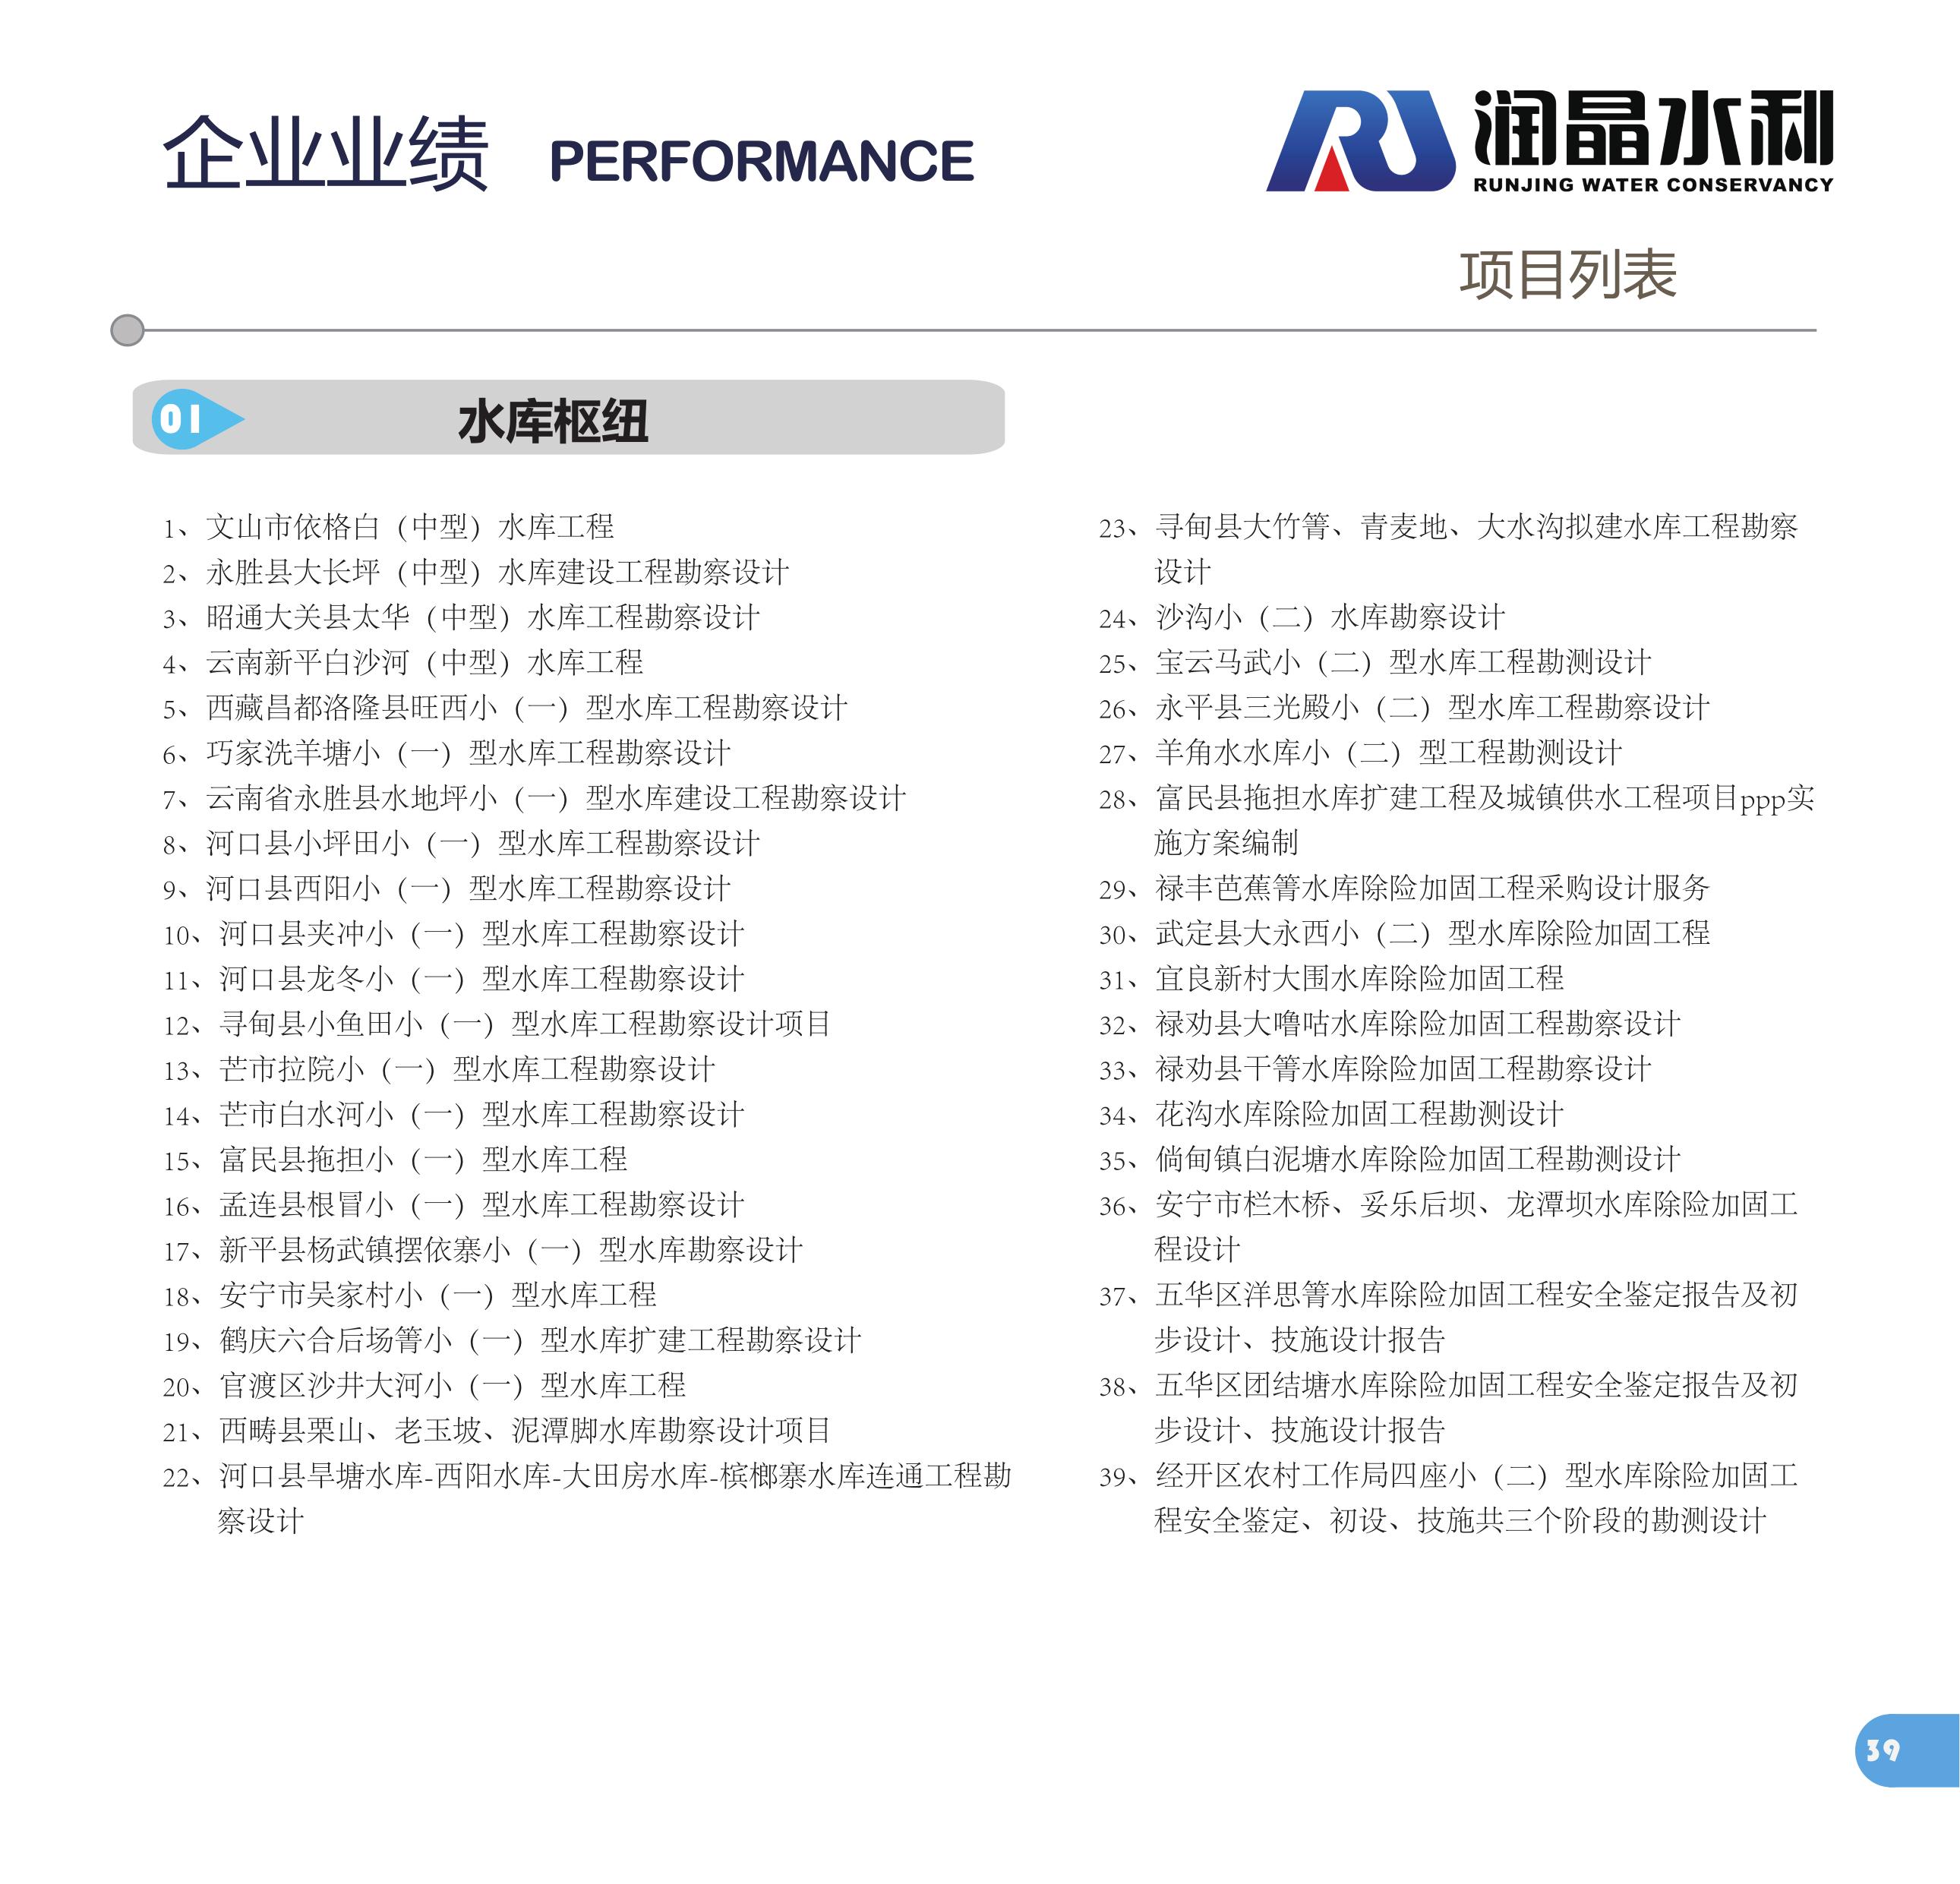 企业业绩 PERFORMANCE
润晶水利
RUNJING WATER CONSERVANCY
项目列表
01 水库枢纽
1、文山市依格白（中型）水库工程
2、永胜县大长坪（中型）水库建设工程勘察设计
3、昭通大关县太华（中型）水库工程勘察设计
4、云南新平白沙河（中型）水库工程
5、西藏昌都洛隆县旺西小（一）型水库工程勘察设计
6、巧家洗羊塘小（一）型水库工程勘察设计
7、云南省永胜县水地坪小（一）型水库建设工程勘察设计
8、河口县小坪田小（一）型水库工程勘察设计
9、河口县西阳小（一）型水库工程勘察设计
10、河口县夹冲小（一）型水库工程勘察设计
11、河口县龙冬小（一）型水库工程勘察设计
12、寻甸县小鱼田小（一）型水库工程勘察设计项目
13、芒市拉院小（一）型水库工程勘察设计
14、芒市白水河小（一）型水库工程勘察设计
15、富民县拖担小（一）型水库工程
16、孟连县根冒小（一）型水库工程勘察设计
17、新平县杨武镇摆依寨小（一）型水库勘察设计
18、安宁市吴家村小（一）型水库工程
19、鹤庆六合后场箐小（一）型水库扩建工程勘察设计
20、官渡区沙井大河小（一）型水库工程
21、西畴县栗山、老玉坡、泥潭脚水库勘察设计项目
22、河口县旱塘水库-西阳水库-大田房水库-槟榔寨水库连通工程勘
察设计
23、寻甸县大竹箐、青麦地、大水沟拟建水库工程勘察
设计
24、沙沟小（二）水库勘察设计
25、宝云马武小（二）型水库工程勘测设计
26、永平县三光殿小（二）型水库工程勘察设计
27、羊角水水库小（二）型工程勘测设计
28、富民县拖担水库扩建工程及城镇供水工程项目ppp实
施方案编制
29、禄丰芭蕉箐水库除险加固工程采购设计服务
30、武定县大永西小（二）型水库除险加固工程
31、宜良新村大围水库除险加固工程
32、禄劝县大噜咕水库除险加固工程勘察设计
33、禄劝县干箐水库除险加固工程勘察设计
34、花沟水库除险加固工程勘测设计
35、倘甸镇白泥塘水库除险加固工程勘测设计
36、安宁市栏木桥、妥乐后坝、龙潭坝水库除险加固工
程设计
37、五华区洋思箐水库除险加固工程安全鉴定报告及初
步设计、技施设计报告
38、五华区团结塘水库除险加固工程安全鉴定报告及初
步设计、技施设计报告
39、经开区农村工作局四座小（二）型水库除险加固工
程安全鉴定、初设、技施共三个阶段的勘测设计
39